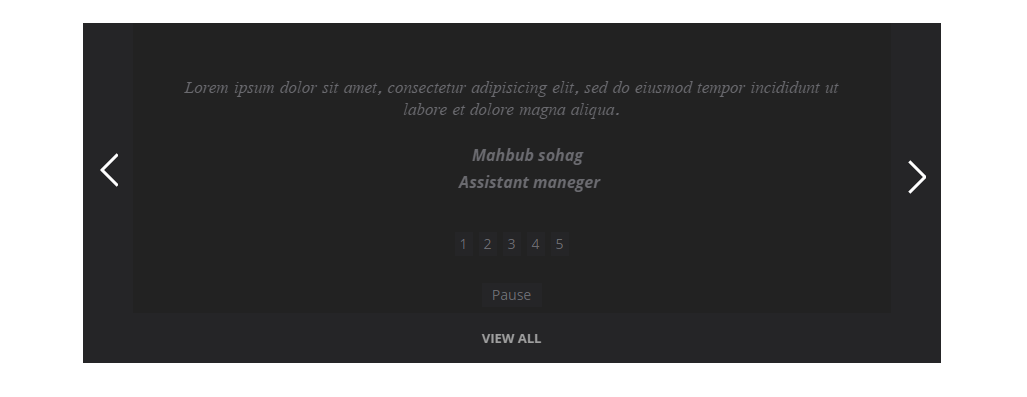 Lorem ipsum dolor sit amet, consectetur adipisicing elit, sed do eiusmod tempor incididunt ut
labore et dolore magna aliqua.
Mahbub sohag
Assistant maneger
1 2 3 4 5
Pause
VIEW ALL